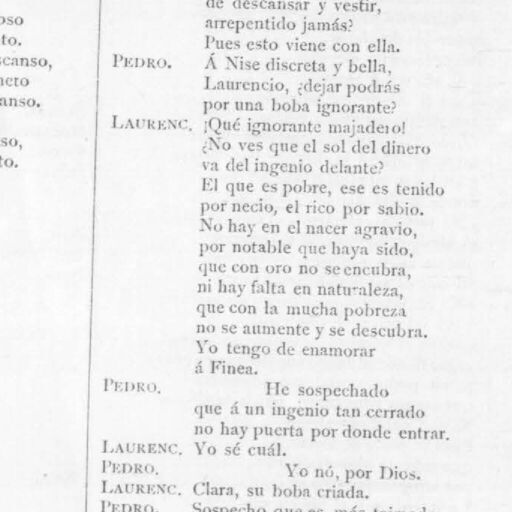 oso
to.
scanso,
anso.
so,
to.
de descansar y vestir,
arrepentido jamás?
Pues esto viene con ella.
PEDRO. Á Nise discreta y bella,
Laurencio, ¿dejar podrás
por una boba ignorante?
LAURENC. ¡Qué ignorante majadero!
¿No ves que el sol del dinero
va del ingenio delante?
El que es pobre, ese es tenido
por necio, el rico por sabio.
No hay en el nacer agravio,
por notable que haya sido,
que con oro no se encubra,
ni hay falta en naturaleza,
que con la mucha pobreza
no se aumente y se descubra.
Yo tengo de enamorar
á Finea.
PEDRO. He sospechado
que á un ingenio tan cerrado
no hay puerta por donde entrar.
LAURENC. Yo sé cuál.
PEDRO. Yo nó, por Dios.
LAURENC. Clara, su boba criada.
PEDRO. Sospecho que es más